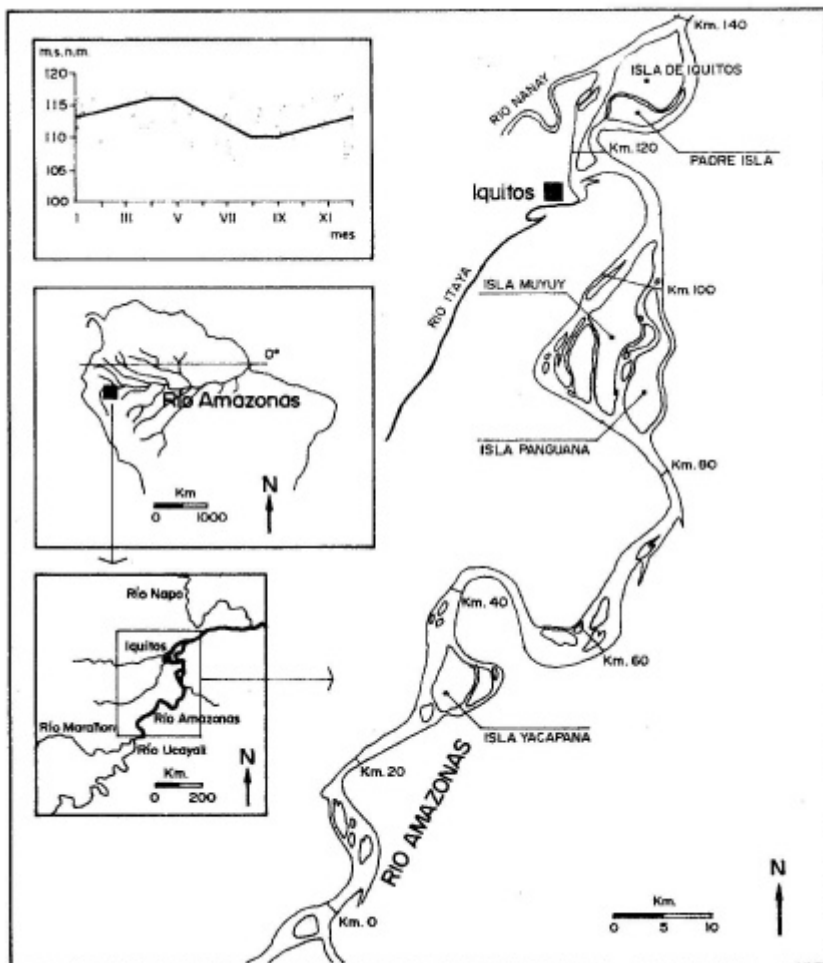 m.s.n.m.
120
115
110
105
100
I III V VII IX XI
mes
0°
Río Amazonas
Km
0 1000
N
Río Napo
Iquitos
Río Amazonas
Río Marañon
Río Ucayali
Km.
0 200
N
Km. 140
ISLA DE IQUITOS
RIO NANAY
Km. 120
PADRE ISLA
Iquitos
RIO ITAYA
ISLA MUYUY
Km. 100
ISLA PANGUANA
Km. 80
Km. 40
Km. 60
ISLA YACAPANA
Km. 20
RIO AMAZONAS
Km. 0
N
Km.
0 5 10